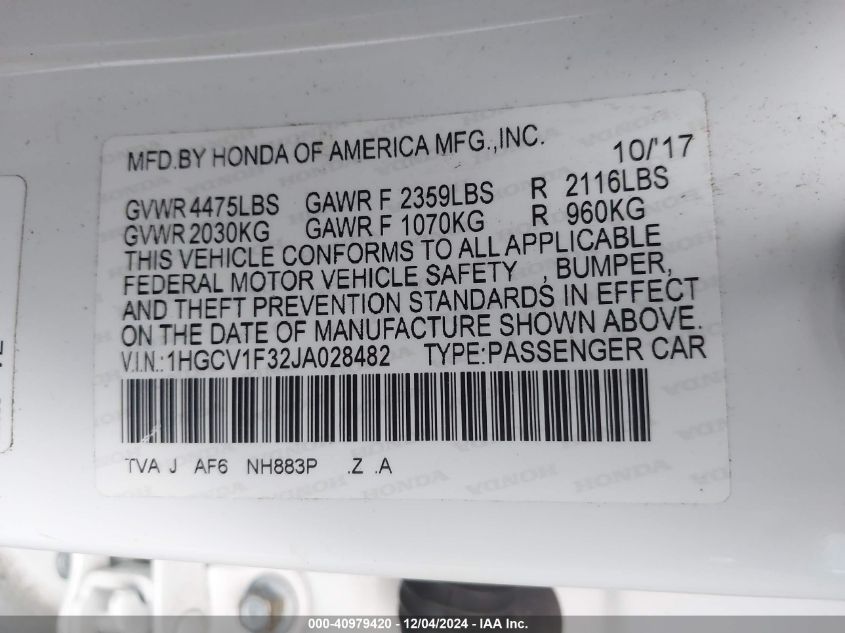 MFD.BY HONDA OF AMERICA MFG.,INC. 10/'17
GVWR 4475LBS GAWR F 2359LBS R 2116LBS
GVWR 2030KG GAWR F 1070KG R 960KG
THIS VEHICLE CONFORMS TO ALL APPLICABLE
FEDERAL MOTOR VEHICLE SAFETY , BUMPER,
AND THEFT PREVENTION STANDARDS IN EFFECT
ON THE DATE OF MANUFACTURE SHOWN ABOVE.
V.I.N.:1HGCV1F32JA028482 TYPE:PASSENGER CAR
TVA J AF6 NH883P .Z .A
000-40979420 - 12/04/2024 - IAA Inc.